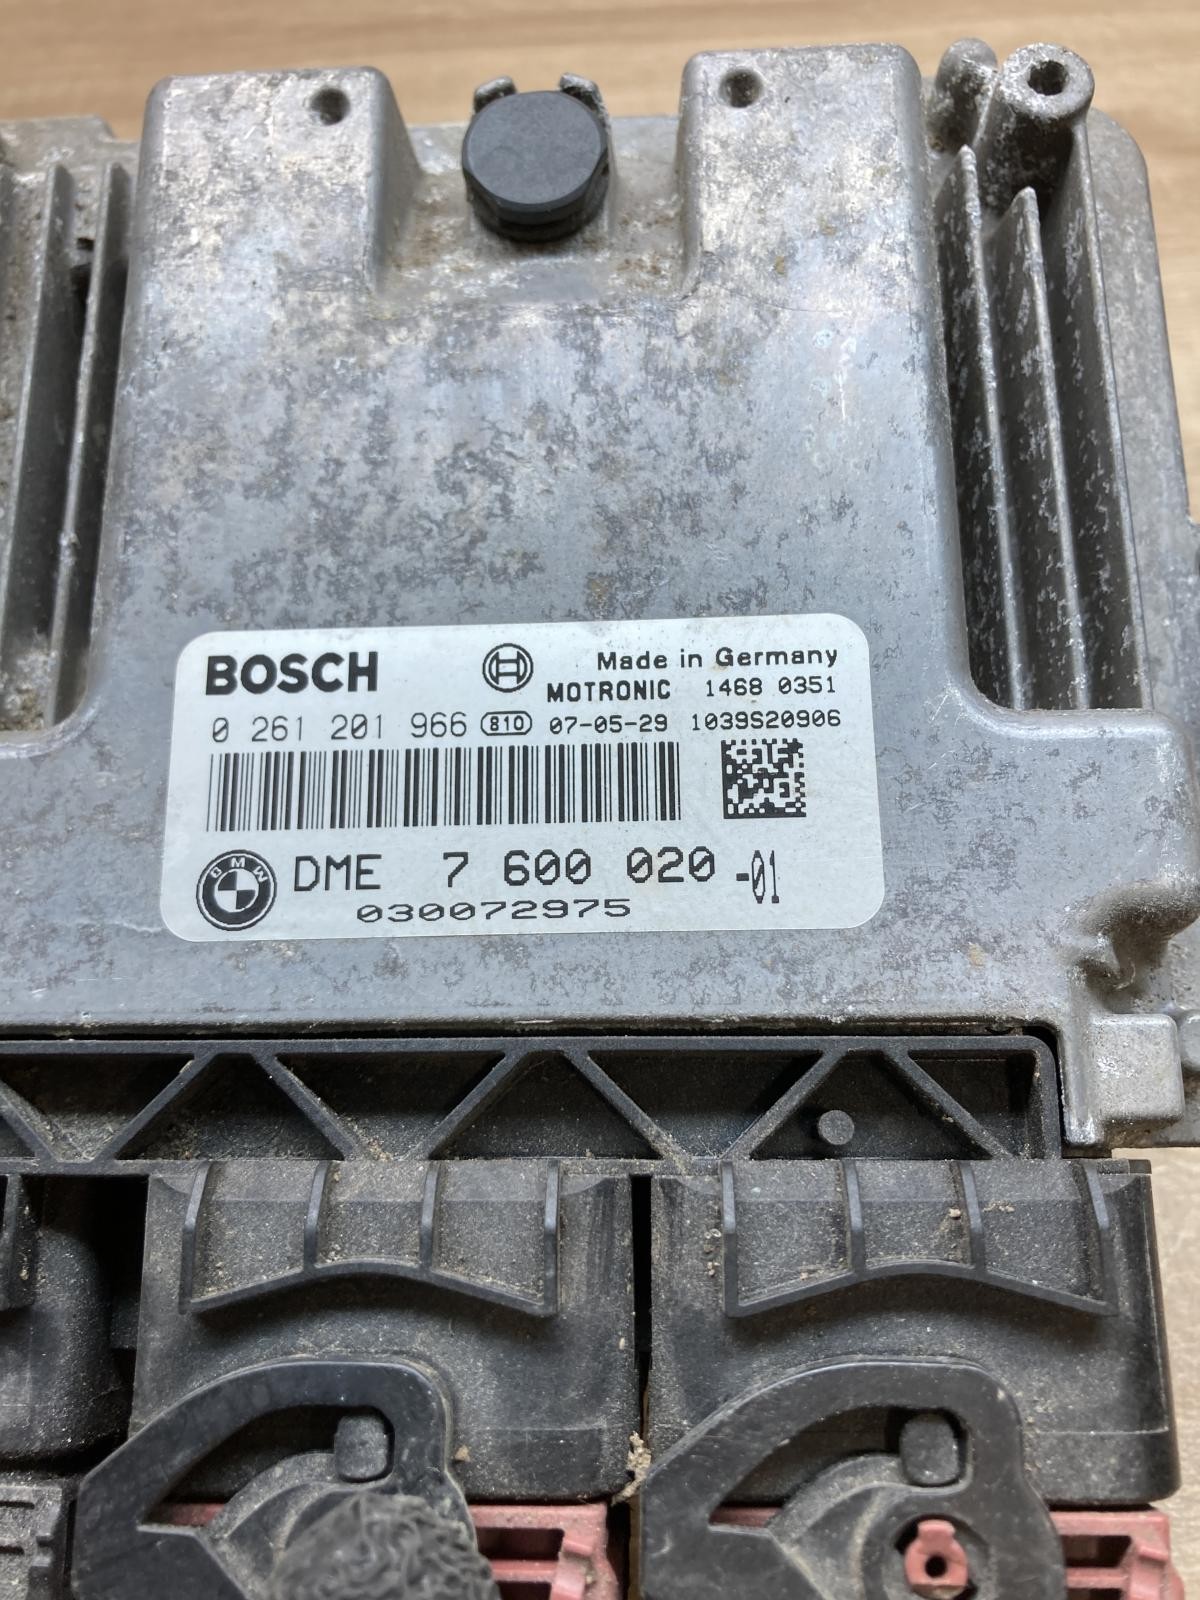 BOSCH
Made in Germany
MOTRONIC 1468 0351
0 261 201 966 810 07-05-29 1039S20906
BMW DME 7 600 020 -01
030072975